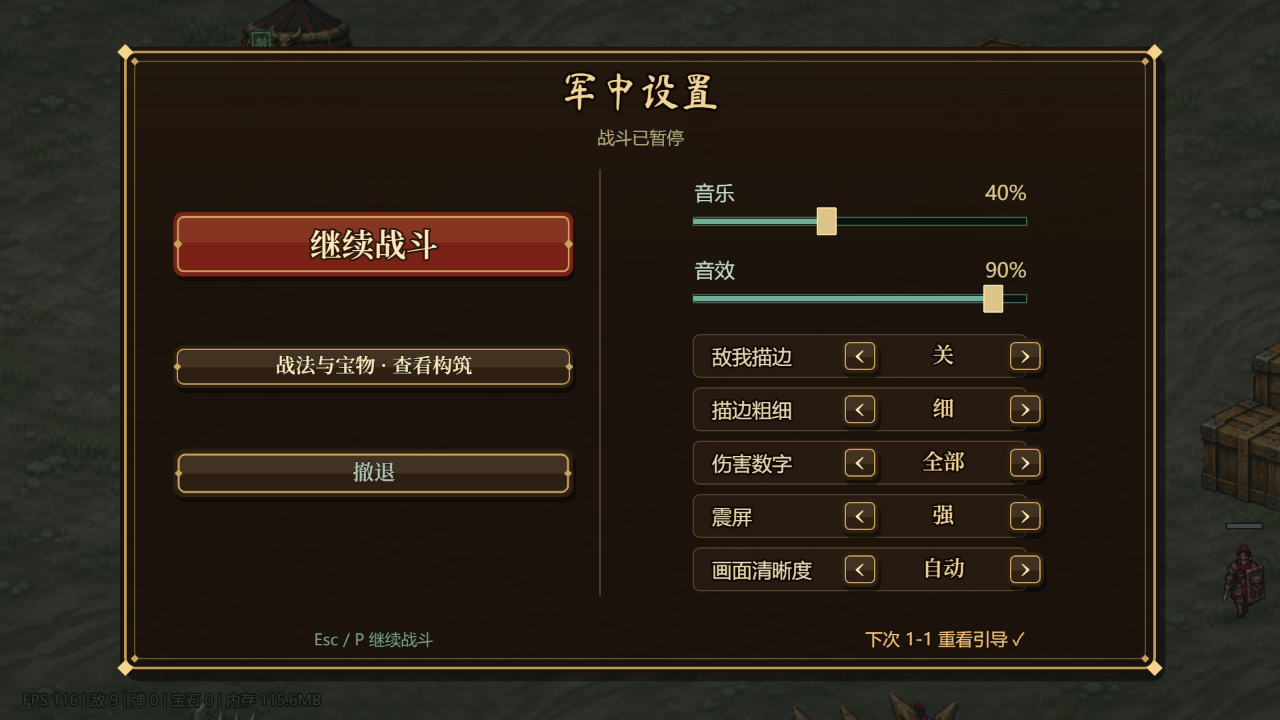 军中设置
战斗已暂停
继续战斗
战法与宝物 · 查看构筑
撤退
Esc / P 继续战斗
音乐 40%
音效 90%
敌我描边 < 关 >
描边粗细 < 细 >
伤害数字 < 全部 >
震屏 < 强 >
画面清晰度 < 自动 >
下次 1-1 重看引导 ✓
FPS 116 | 敌 9 | 弹 0 | 宝石 0 | 内存 115.6MB